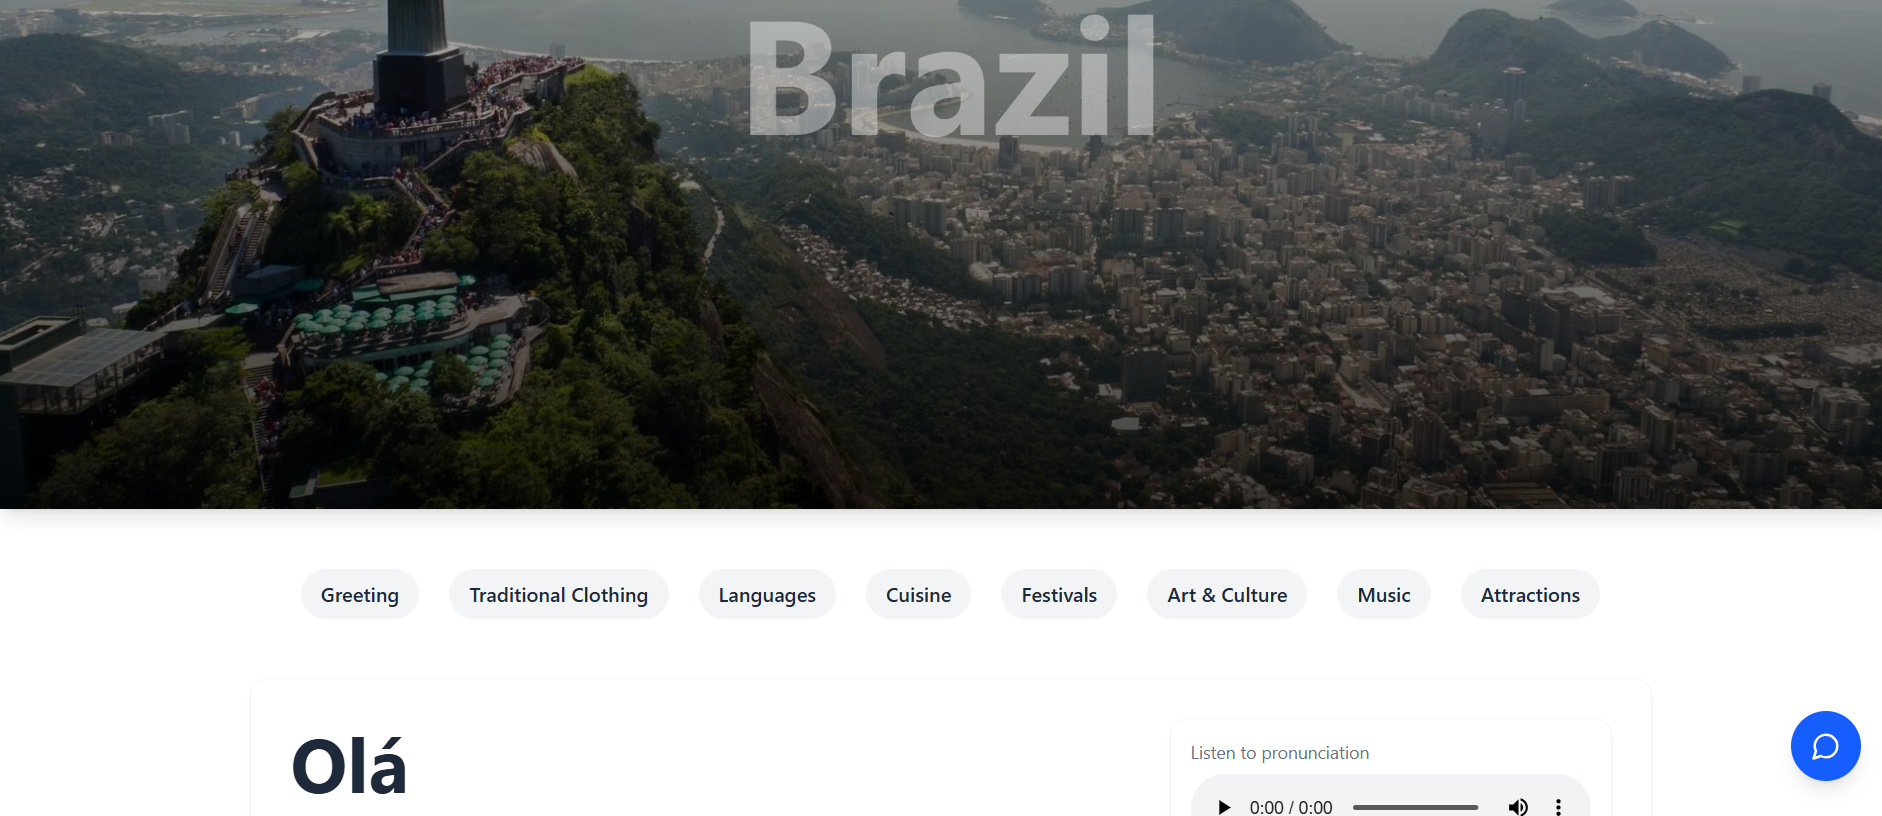 Brazil
Greeting Traditional Clothing Languages Cuisine Festivals Art & Culture Music Attractions
Olá
Listen to pronunciation
0:00 / 0:00